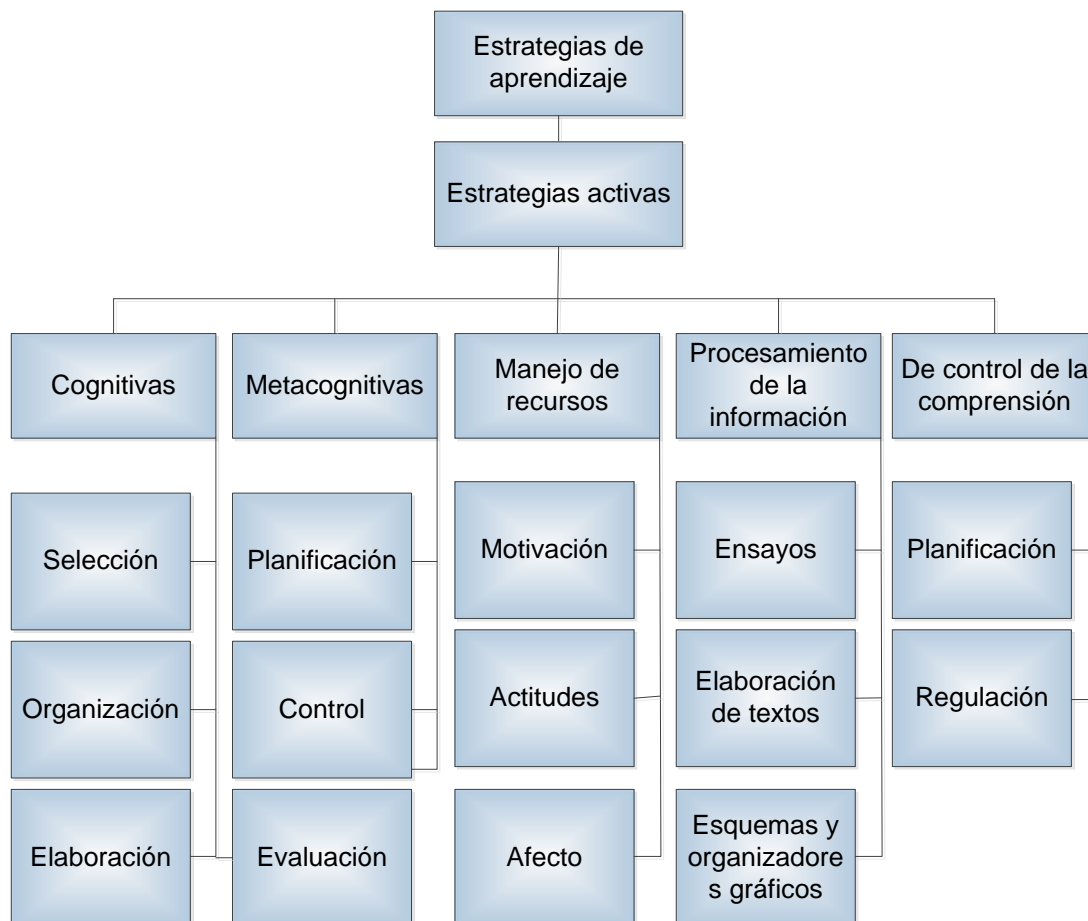 Estrategias de
aprendizaje
Estrategias activas
Cognitivas
Metacognitivas
Manejo de
recursos
Procesamiento
de la
información
De control de la
comprensión
Selección
Planificación
Motivación
Ensayos
Planificación
Organización
Control
Actitudes
Elaboración
de textos
Regulación
Elaboración
Evaluación
Afecto
Esquemas y
organizadore
s gráficos